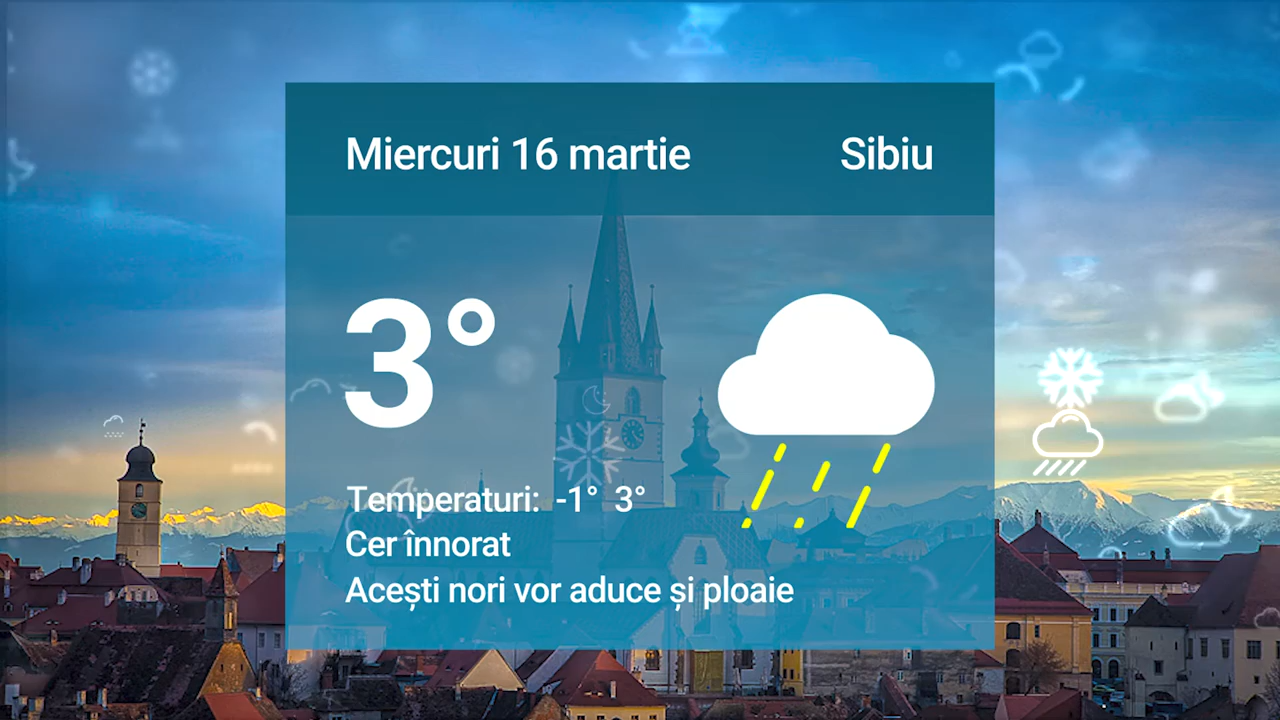 Miercuri 16 martie Sibiu
3°
Temperaturi: -1° 3°
Cer înnorat
Acești nori vor aduce și ploaie